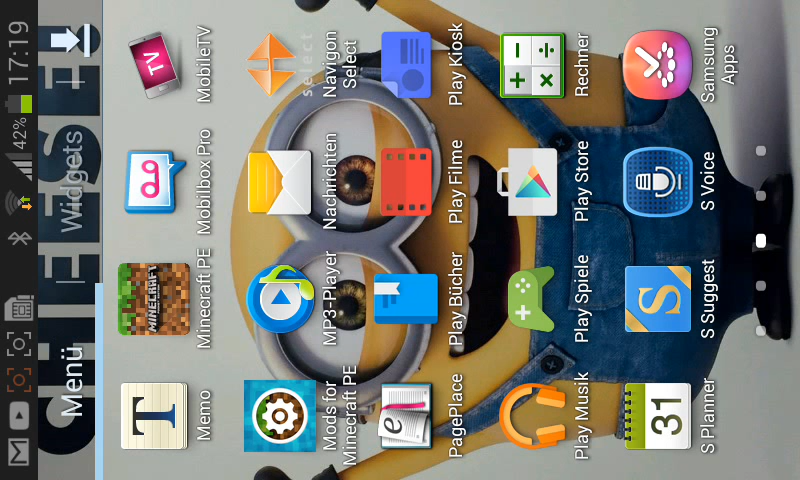 42% 17:19
CHEESE
Menü Widgets
T MINECRAFT TV
Memo Minecraft PE Mobilbox Pro MobileTV
select
Mods for Minecraft PE MP3-Player Nachrichten Navigon Select
e
PagePlace Play Bücher Play Filme Play Kiosk
Play Musik Play Spiele Play Store Rechner
31 S
S Planner S Suggest S Voice Samsung Apps